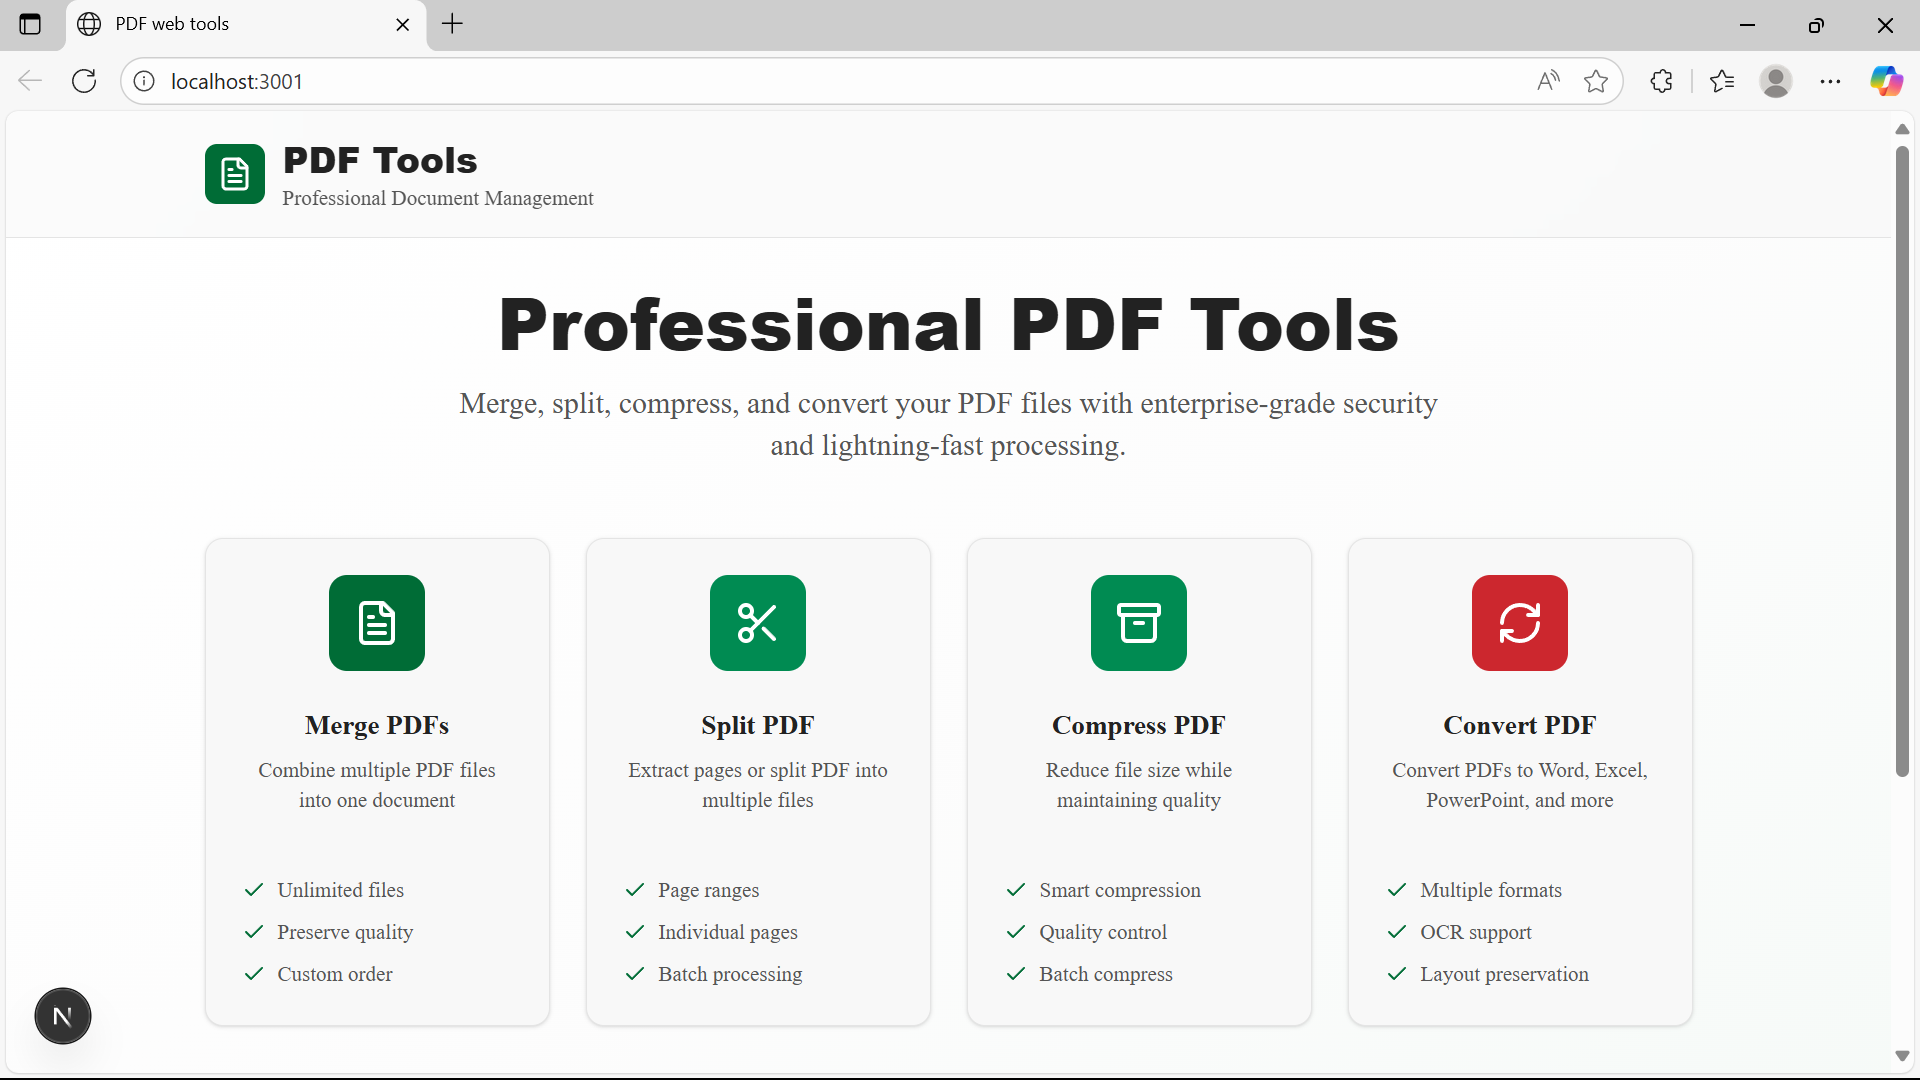 PDF web tools
localhost:3001
PDF Tools
Professional Document Management
Professional PDF Tools
Merge, split, compress, and convert your PDF files with enterprise-grade security
and lightning-fast processing.
Merge PDFs
Combine multiple PDF files
into one document
Unlimited files
Preserve quality
Custom order
Split PDF
Extract pages or split PDF into
multiple files
Page ranges
Individual pages
Batch processing
Compress PDF
Reduce file size while
maintaining quality
Smart compression
Quality control
Batch compress
Convert PDF
Convert PDFs to Word, Excel,
PowerPoint, and more
Multiple formats
OCR support
Layout preservation
N